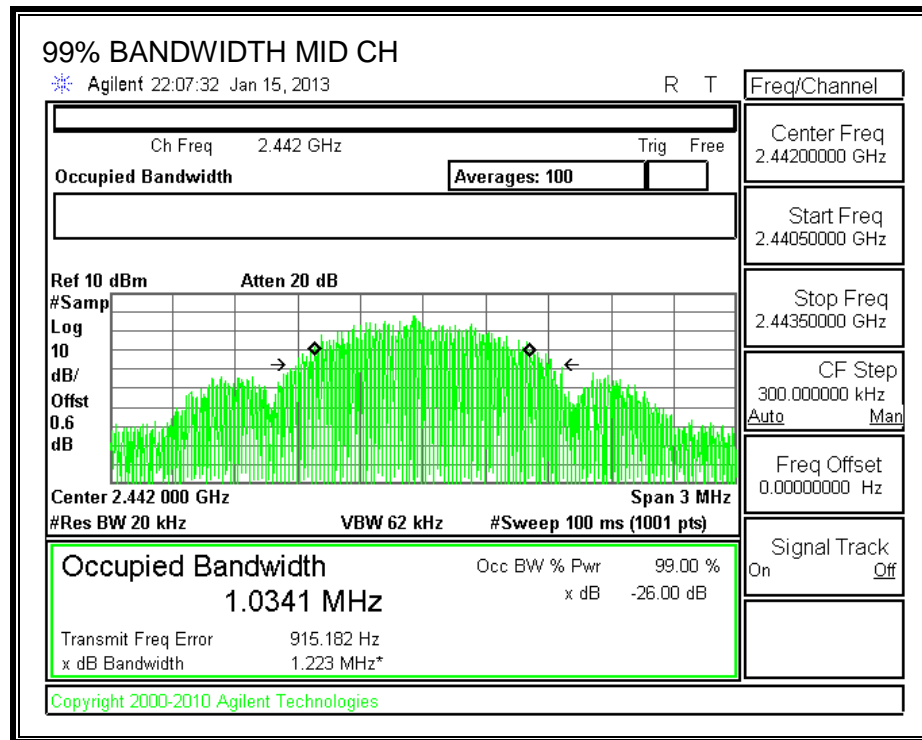 99% BANDWIDTH MID CH
Agilent 22:07:32 Jan 15, 2013 R T
Freq/Channel
Ch Freq 2.442 GHz Trig Free
Occupied Bandwidth Averages: 100
Ref 10 dBm Atten 20 dB
#Samp
Log
10
dB/
Offst
0.6
dB
Center 2.442 000 GHz Span 3 MHz
#Res BW 20 kHz VBW 62 kHz #Sweep 100 ms (1001 pts)
Occupied Bandwidth Occ BW % Pwr 99.00 %
1.0341 MHz x dB -26.00 dB
Transmit Freq Error 915.182 Hz
x dB Bandwidth 1.223 MHz*
Copyright 2000-2010 Agilent Technologies
Center Freq
2.44200000 GHz
Start Freq
2.44050000 GHz
Stop Freq
2.44350000 GHz
CF Step
300.000000 kHz
Auto Man
Freq Offset
0.00000000 Hz
Signal Track
On Off